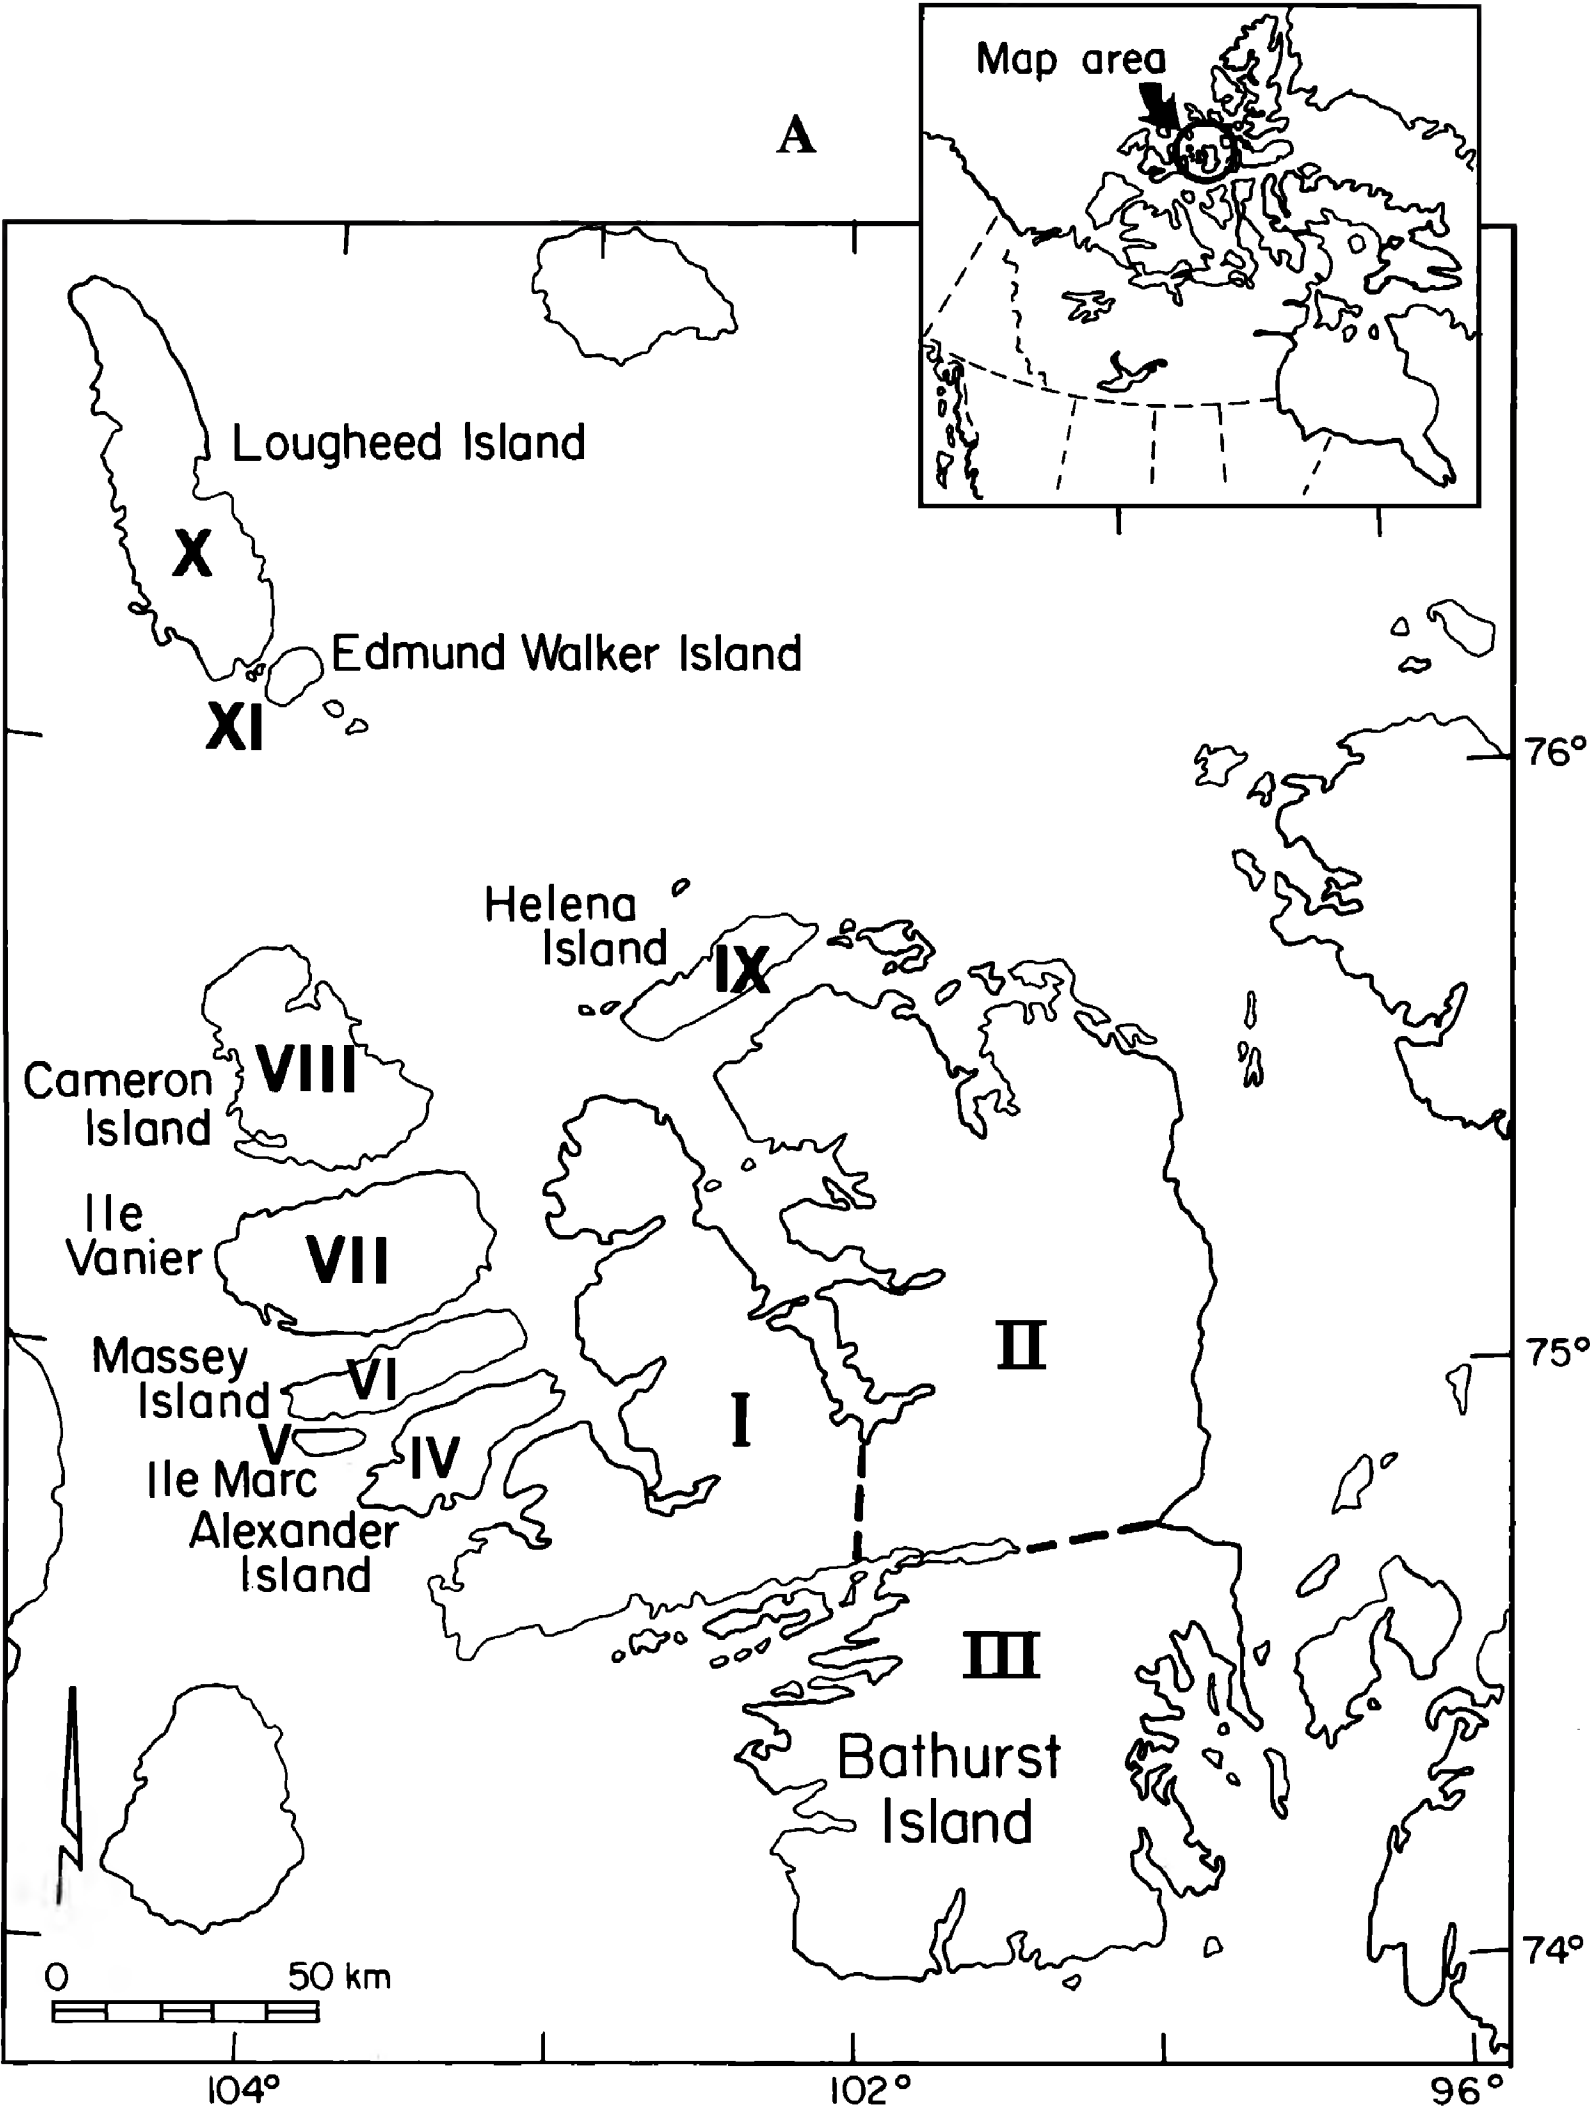 Map area
A
Lougheed Island
X
Edmund Walker Island
XI
76°
Helena
Island
IX
VIII
Cameron
Island
Ile
Vanier
VII
II
75°
Massey
Island
VI
I
V
IV
Ile Marc
Alexander
Island
III
Bathurst
Island
74°
0
50 km
104°
102°
96°